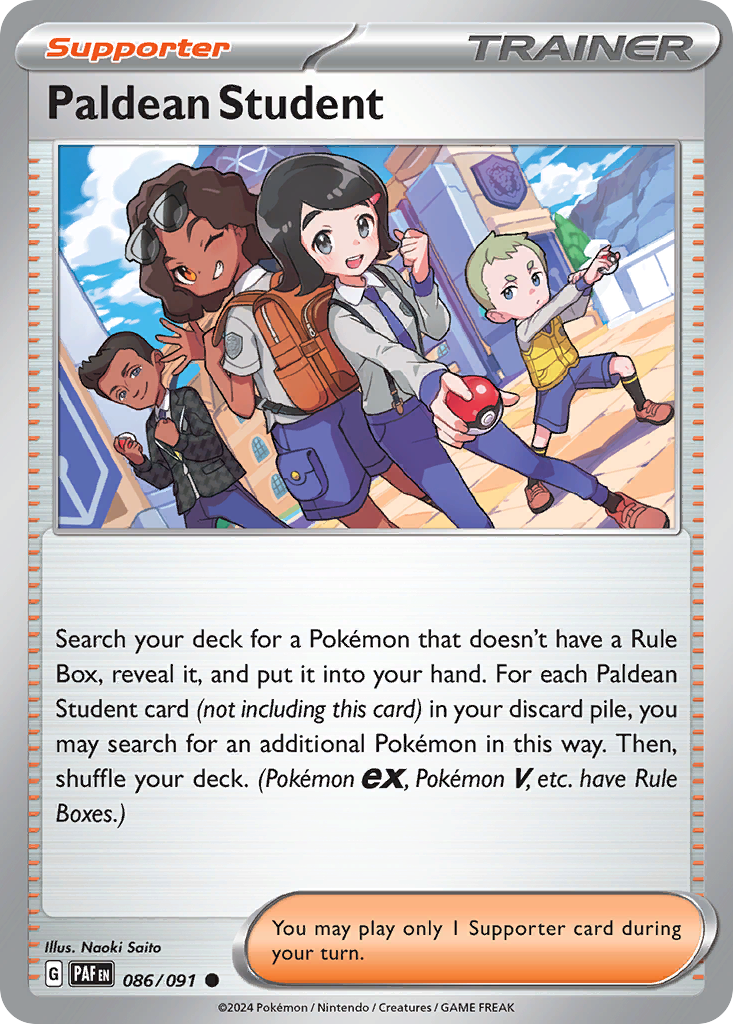 Supporter
TRAINER
Paldean Student
Search your deck for a Pokémon that doesn't have a Rule
Box, reveal it, and put it into your hand. For each Paldean
Student card (not including this card) in your discard pile, you
may search for an additional Pokémon in this way. Then,
shuffle your deck. (Pokémon ex, Pokémon V, etc. have Rule
Boxes.)
You may play only 1 Supporter card during
your turn.
Illus. Naoki Saito
G PAF EN 086/091
©2024 Pokémon / Nintendo / Creatures / GAME FREAK